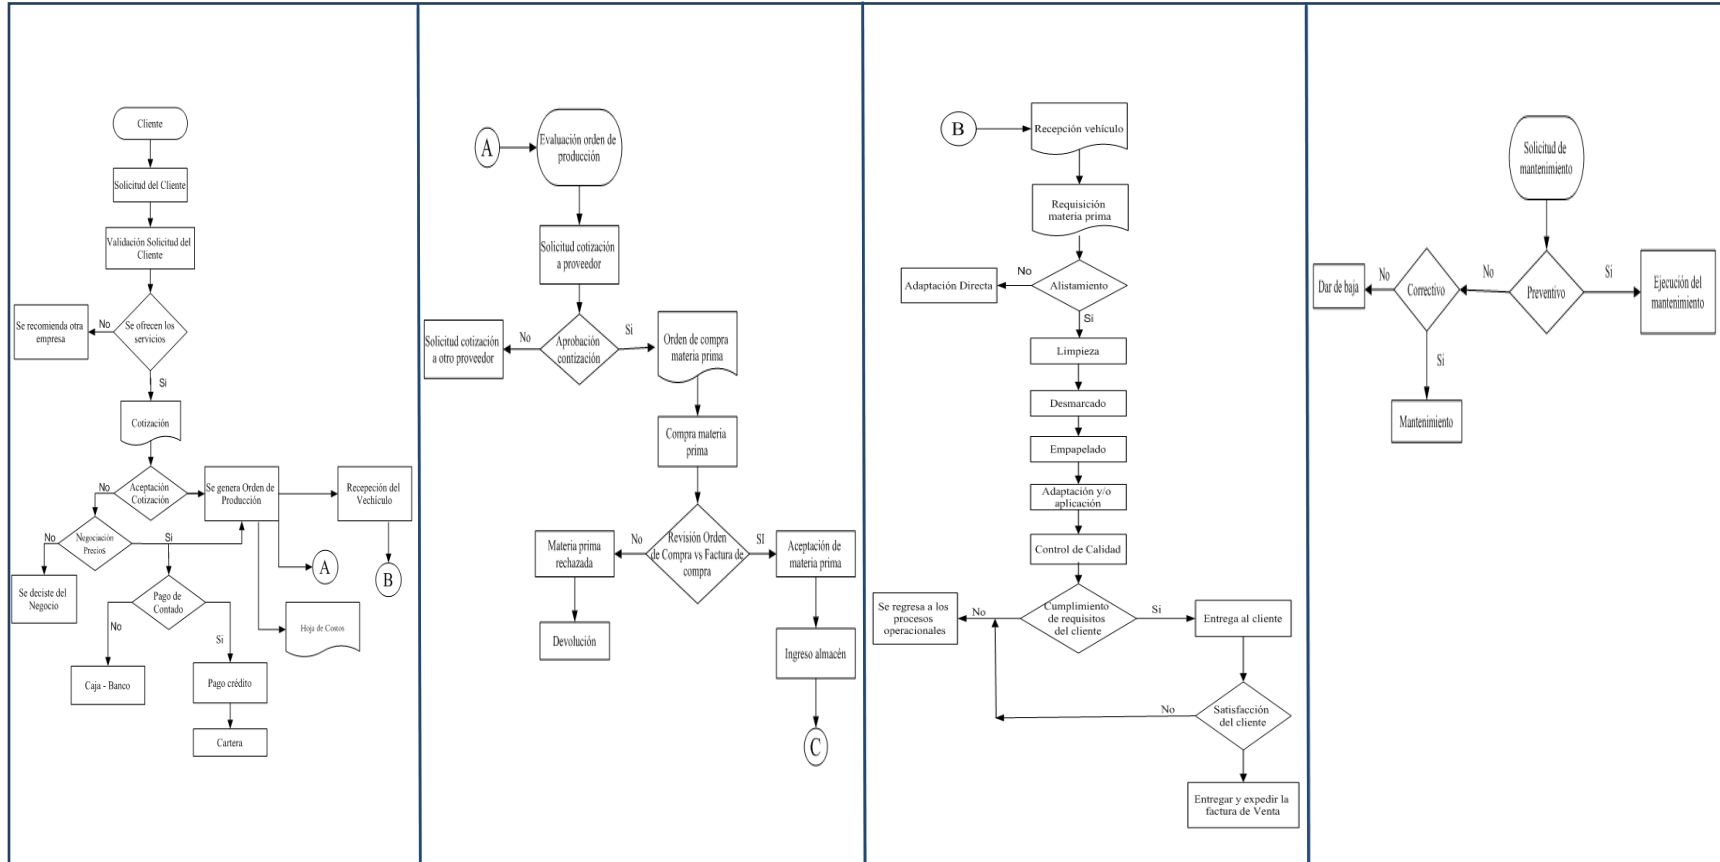 Cliente
Solicitud del Cliente
Validación Solicitud del
Cliente
Se ofrecen los
servicios
No
Se recomienda otra
empresa
Si
Cotización
Aceptación
Cotización
No
Se genera Orden de
Producción
Recepeción del
Vechículo
Negociación
Precios
No
Si
Se deciste del
Negocio
A
B
Pago de
Contado
No
Si
Hoja de Costos
Caja - Banco
Pago crédito
Cartera
A
Evaluación orden de
producción
Solicitud cotización
a proveedor
Aprobación
contización
No
Si
Solicitud cotización
a otro proveedor
Orden de compra
materia prima
Compra materia
prima
Revisión Orden
de Compra vs Factura de
compra
No
SI
Materia prima
rechazada
Aceptación de
materia prima
Devolución
Ingreso almacén
C
B
Recepción vehículo
Requisición
materia prima
Alistamiento
No
Adaptación Directa
Si
Limpieza
Desmarcado
Empapelado
Adaptación y/o
aplicación
Control de Calidad
Cumplimiento
de requisitos
del cliente
No
Si
Se regresa a los
procesos
operacionales
Entrega al cliente
Satisfacción
del cliente
No
Entregar y expedir la
factura de Venta
Solicitud de
mantenimiento
Preventivo
No
Si
Ejecución del
mantenimiento
Correctivo
No
Dar de baja
Si
Mantenimiento